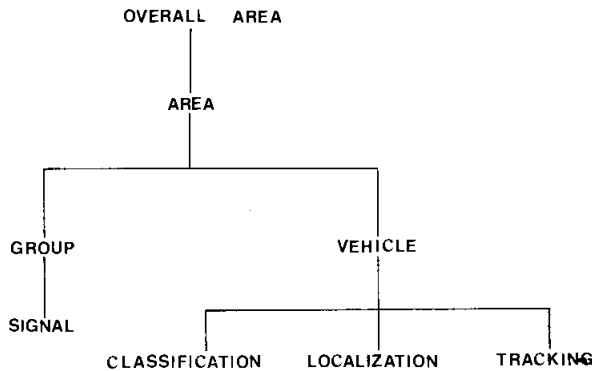 OVERALL AREA
AREA
GROUP
VEHICLE
SIGNAL
CLASSIFICATION
LOCALIZATION
TRACKING